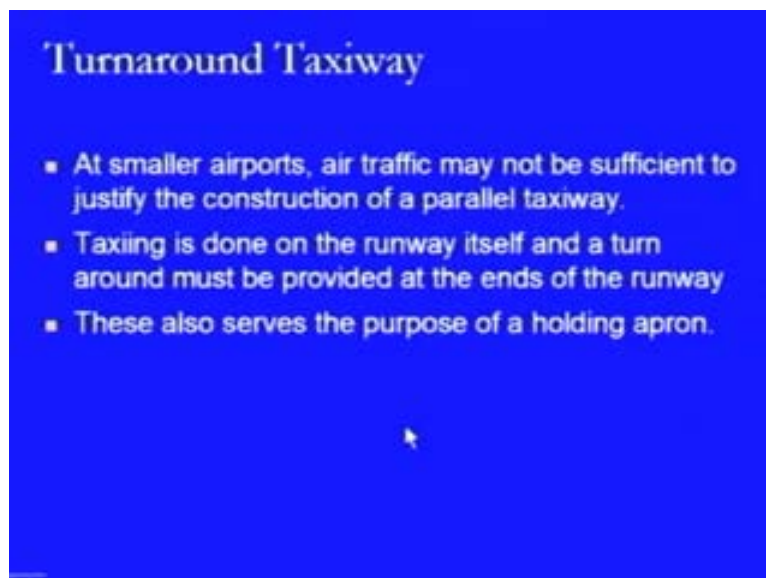 Turnaround Taxiway
▪ At smaller airports, air traffic may not be sufficient to
justify the construction of a parallel taxiway.
▪ Taxiing is done on the runway itself and a turn
around must be provided at the ends of the runway
▪ These also serves the purpose of a holding apron.